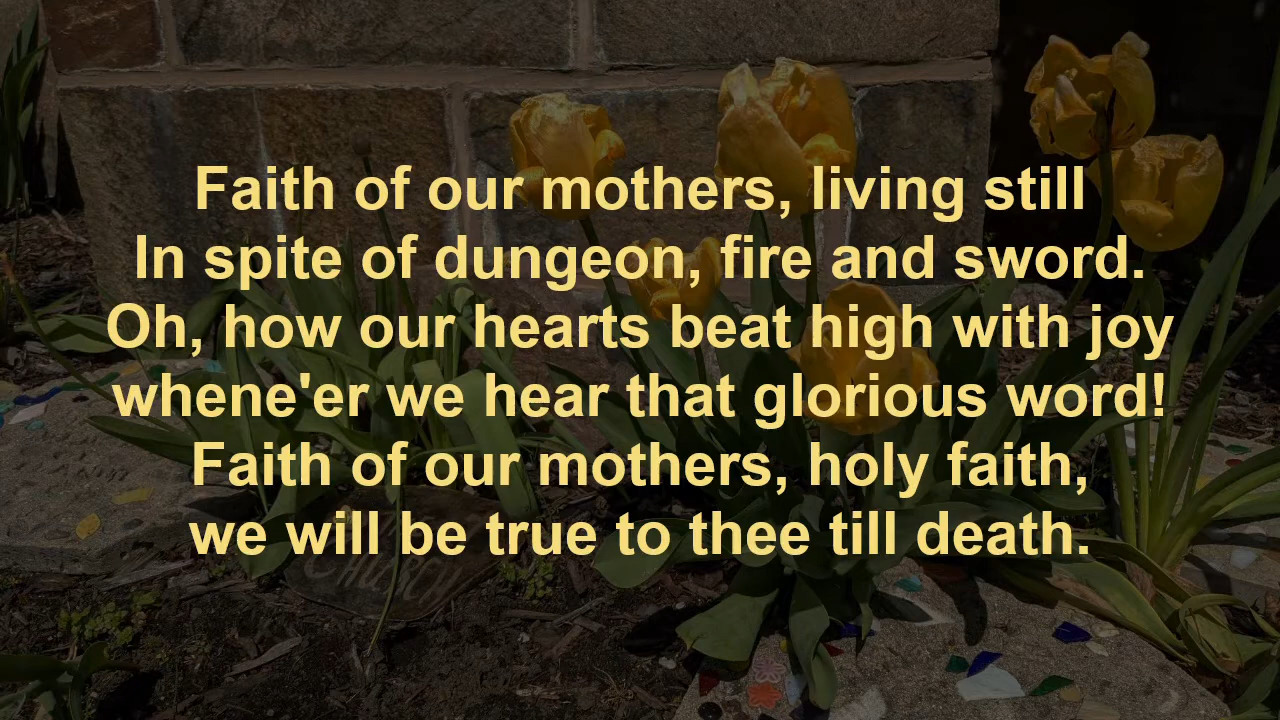 Faith of our mothers, living still
In spite of dungeon, fire and sword.
Oh, how our hearts beat high with joy
whene'er we hear that glorious word!
Faith of our mothers, holy faith,
we will be true to thee till death.
CHURCH